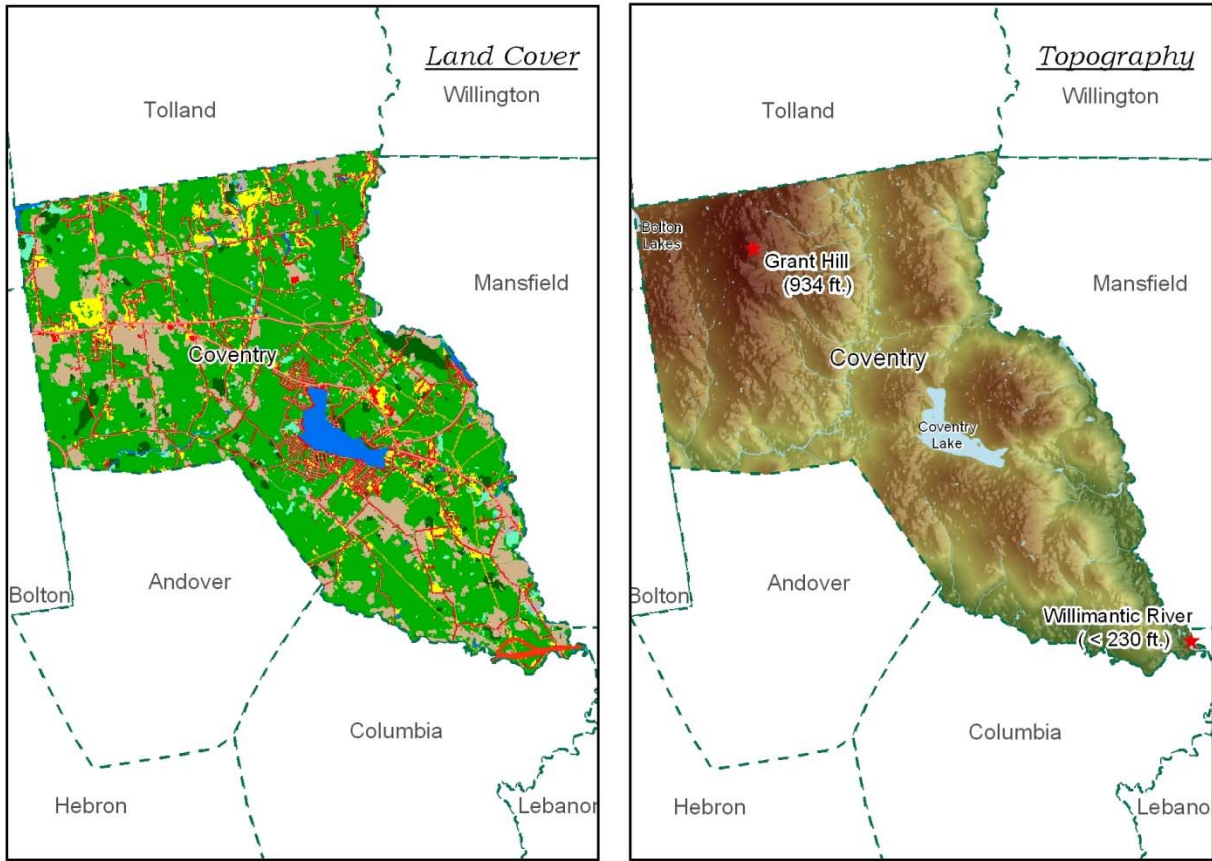 Land Cover
Willington
Tolland
Mansfield
Coventry
Andover
Bolton
Columbia
Hebron
Lebanon
Topography
Willington
Tolland
Bolton
Lakes
Grant Hill
(934 ft.)
Mansfield
Coventry
Coventry
Lake
Andover
Bolton
Willimantic River
( < 230 ft.)
Columbia
Hebron
Lebanon